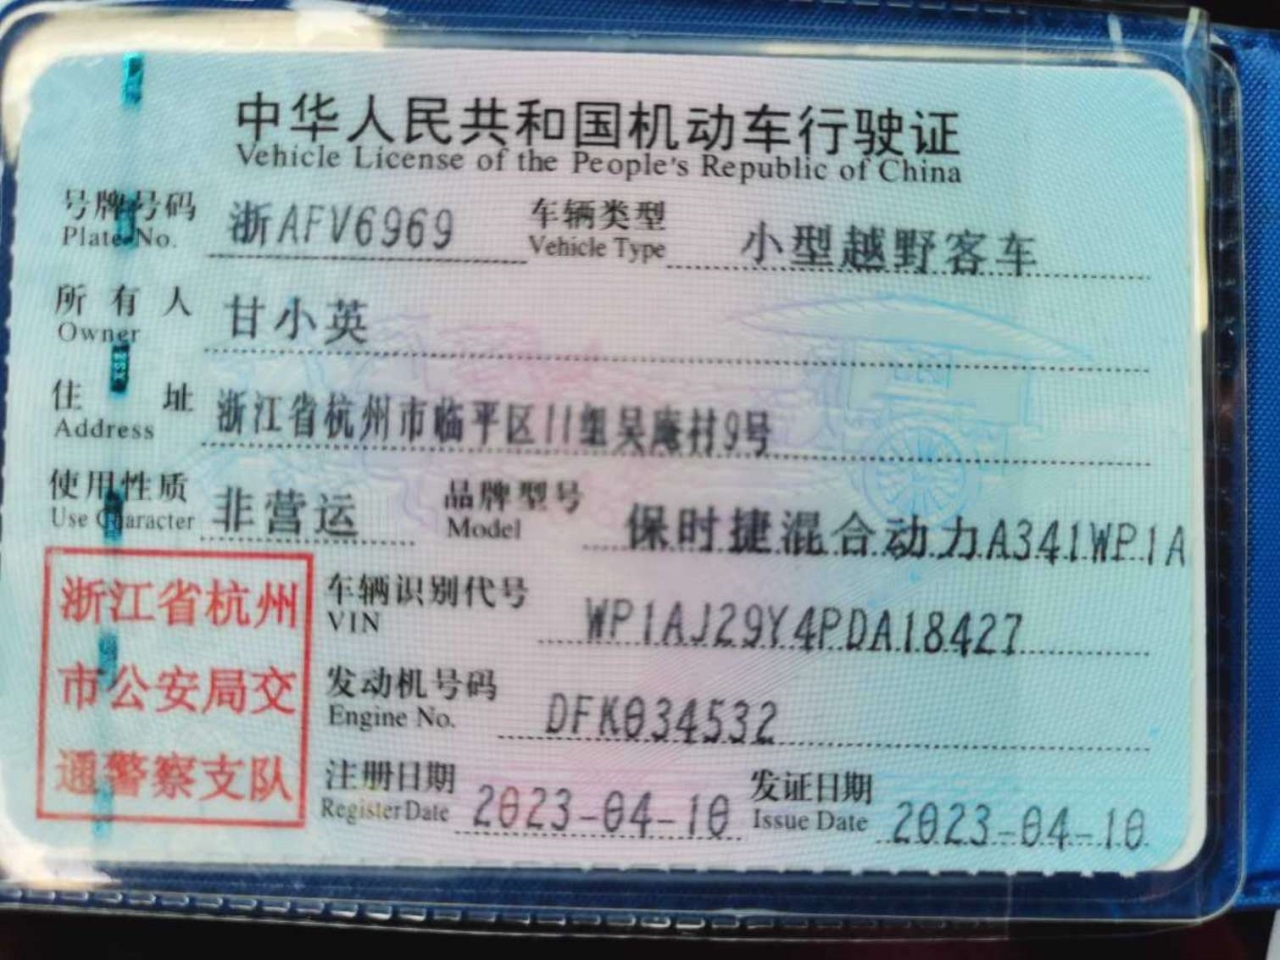 中华人民共和国机动车行驶证
Vehicle License of the People's Republic of China
号牌号码 浙AFV6969 车辆类型 小型越野客车
Plate No. Vehicle Type
所有人 甘小英
Owner
住址 浙江省杭州市临平区11组吴庵村9号
Address
使用性质 非营运 品牌型号 保时捷混合动力A341WP1A
Use Character Model
浙江省杭州
市公安局交
通警察支队
车辆识别代号 WP1AJ29Y4PDA18427
VIN
发动机号码 DFK034532
Engine No.
注册日期 2023-04-10 发证日期 2023-04-10
Register Date Issue Date